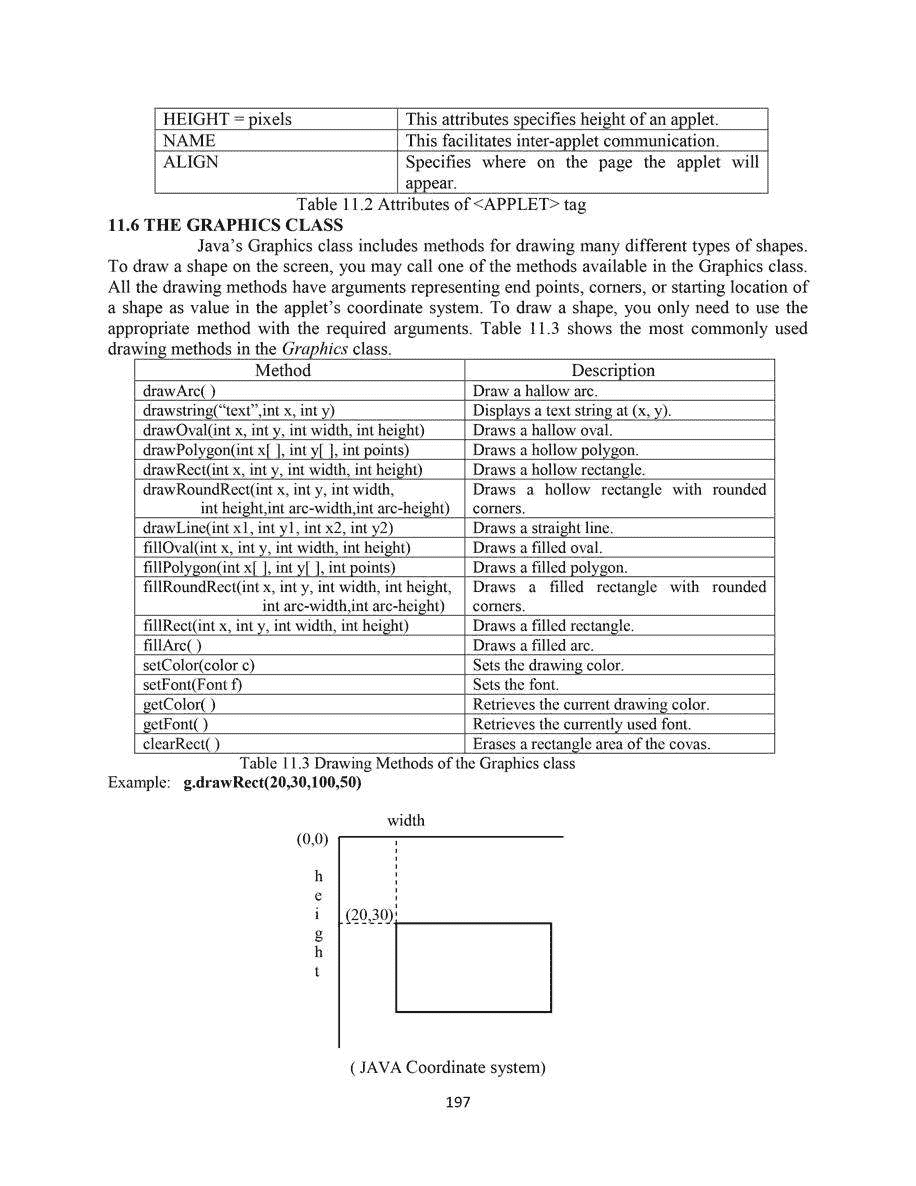 HEIGHT = pixels This attributes specifies height of an applet.
NAME This facilitates inter-applet communication.
ALIGN Specifies where on the page the applet will
appear.
Table 11.2 Attributes of <APPLET> tag
11.6 THE GRAPHICS CLASS
Java’s Graphics class includes methods for drawing many different types of shapes.
To draw a shape on the screen, you may call one of the methods available in the Graphics class.
All the drawing methods have arguments representing end points, corners, or starting location of
a shape as value in the applet’s coordinate system. To draw a shape, you only need to use the
appropriate method with the required arguments. Table 11.3 shows the most commonly used
drawing methods in the Graphics class.
Method Description
drawArc( ) Draw a hallow arc.
drawstring(“text”,int x, int y) Displays a text string at (x, y).
drawOval(int x, int y, int width, int height) Draws a hallow oval.
drawPolygon(int x[ ], int y[ ], int points) Draws a hollow polygon.
drawRect(int x, int y, int width, int height) Draws a hollow rectangle.
drawRoundRect(int x, int y, int width, Draws a hollow rectangle with rounded
int height,int arc-width,int arc-height) corners.
drawLine(int x1, int y1, int x2, int y2) Draws a straight line.
fillOval(int x, int y, int width, int height) Draws a filled oval.
fillPolygon(int x[ ], int y[ ], int points) Draws a filled polygon.
fillRoundRect(int x, int y, int width, int height, Draws a filled rectangle with rounded
int arc-width,int arc-height) corners.
fillRect(int x, int y, int width, int height) Draws a filled rectangle.
fillArc( ) Draws a filled arc.
setColor(color c) Sets the drawing color.
setFont(Font f) Sets the font.
getColor( ) Retrieves the current drawing color.
getFont( ) Retrieves the currently used font.
clearRect( ) Erases a rectangle area of the covas.
Table 11.3 Drawing Methods of the Graphics class
Example: g.drawRect(20,30,100,50)
width
(0,0)
h
e
i
g
h
t
(20,30)
( JAVA Coordinate system)
197